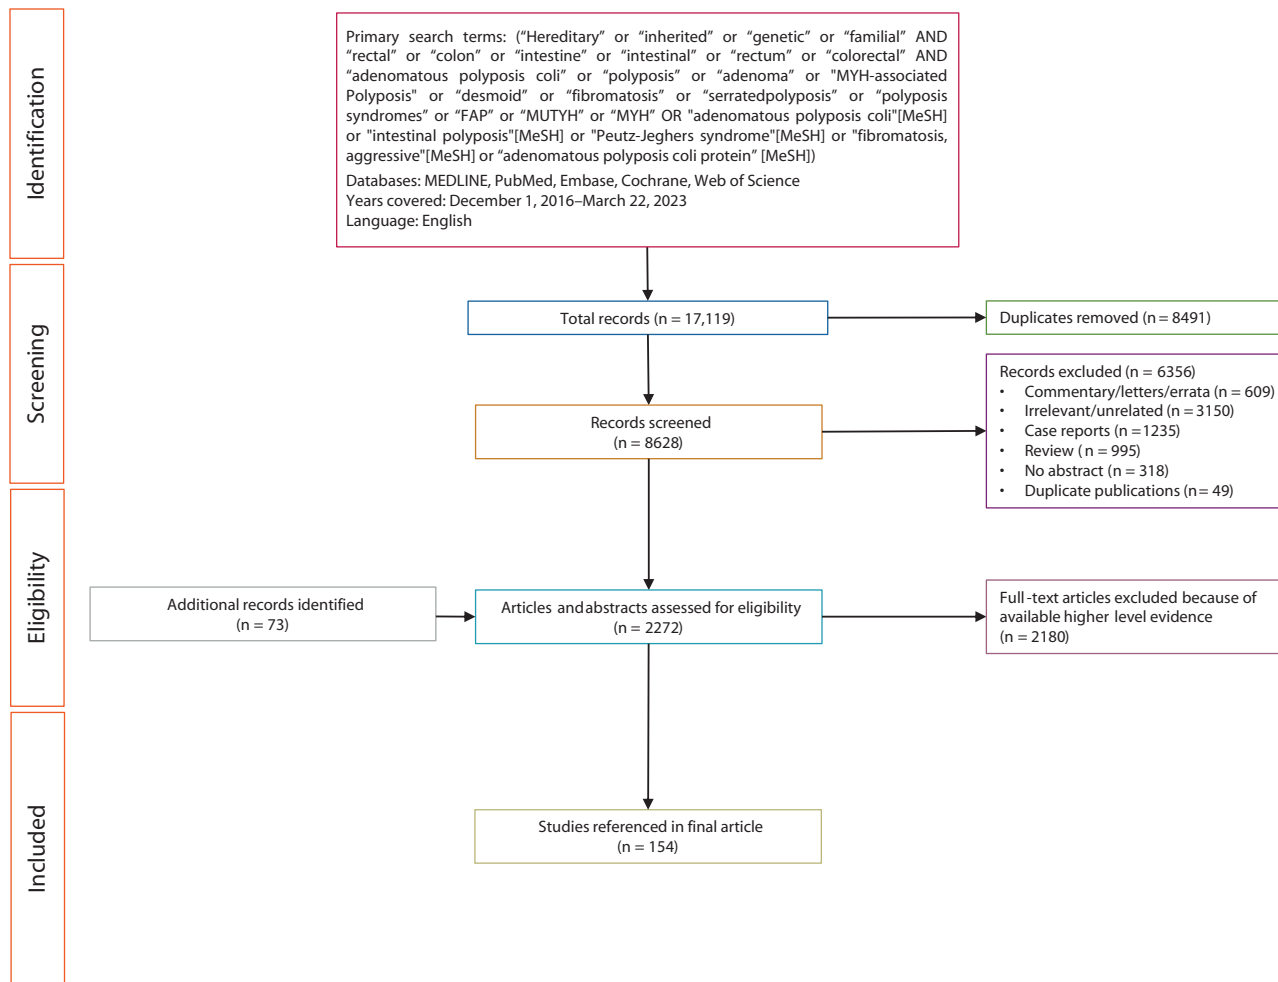 Identification
Primary search terms: (“Hereditary” or “inherited” or “genetic” or “familial” AND
“rectal” or “colon” or “intestine” or “intestinal” or “rectum” or “colorectal” AND
“adenomatous polyposis coli” or “polyposis” or “adenoma” or "MYH-associated
Polyposis" or “desmoid” or “fibromatosis” or “serratedpolyposis” or “polyposis
syndromes” or “FAP” or “MUTYH” or “MYH” OR "adenomatous polyposis coli"[MeSH]
or "intestinal polyposis"[MeSH] or "Peutz-Jeghers syndrome"[MeSH] or "fibromatosis,
aggressive"[MeSH] or “adenomatous polyposis coli protein” [MeSH])
Databases: MEDLINE, PubMed, Embase, Cochrane, Web of Science
Years covered: December 1, 2016–March 22, 2023
Language: English
Screening
Total records (n = 17,119)
Duplicates removed (n = 8491)
Records screened
(n = 8628)
Records excluded (n = 6356)
• Commentary/letters/errata (n = 609)
• Irrelevant/unrelated (n = 3150)
• Case reports (n =1235)
• Review (n = 995)
• No abstract (n = 318)
• Duplicate publications (n = 49)
Eligibility
Additional records identified
(n = 73)
Articles and abstracts assessed for eligibility
(n = 2272)
Full-text articles excluded because of
available higher level evidence
(n = 2180)
Included
Studies referenced in final article
(n = 154)